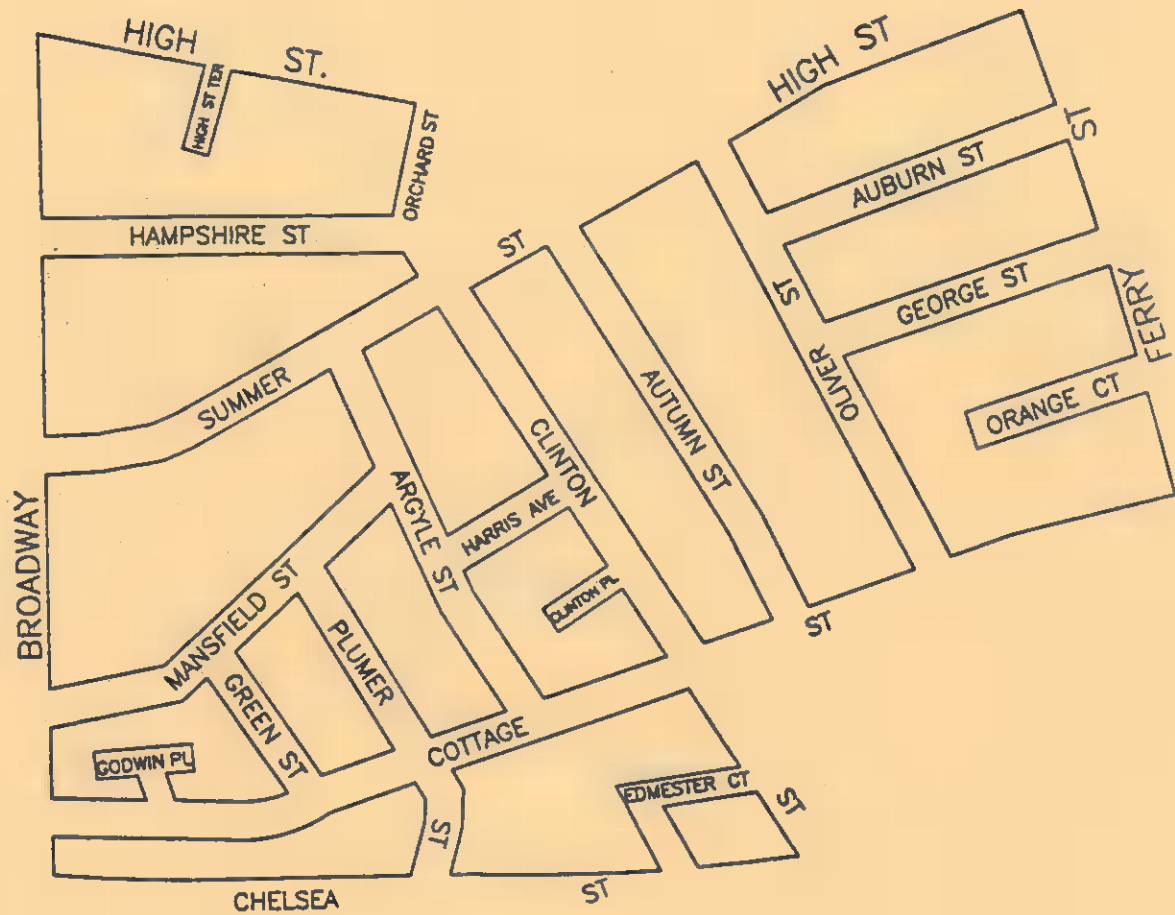 HIGH ST.
HIGH ST TER
ORCHARD ST
HAMPSHIRE ST
HIGH ST
AUBURN ST
ST
ST
ST
GEORGE ST
FERRY
OLIVER
ORANGE CT
SUMMER
AUTUMN ST
CLINTON
ARGYLE ST
HARRIS AVE
BROADWAY
MANSFIELD ST
CLINTON PL
PLUMER
GREEN ST
ST
COTTAGE
GODWIN PL
EDMESTER CT
ST
ST
CHELSEA
ST